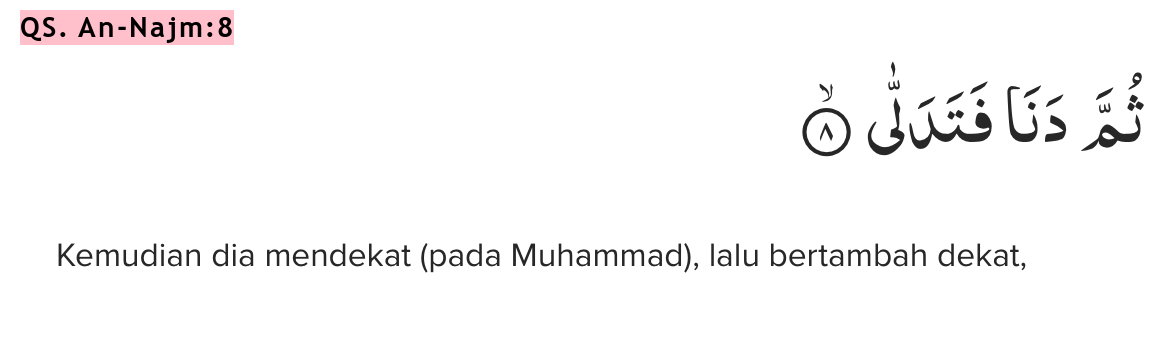 QS. An-Najm:8
ثُمَّ دَنَا فَتَدَلّٰىۙ ٨
Kemudian dia mendekat (pada Muhammad), lalu bertambah dekat,